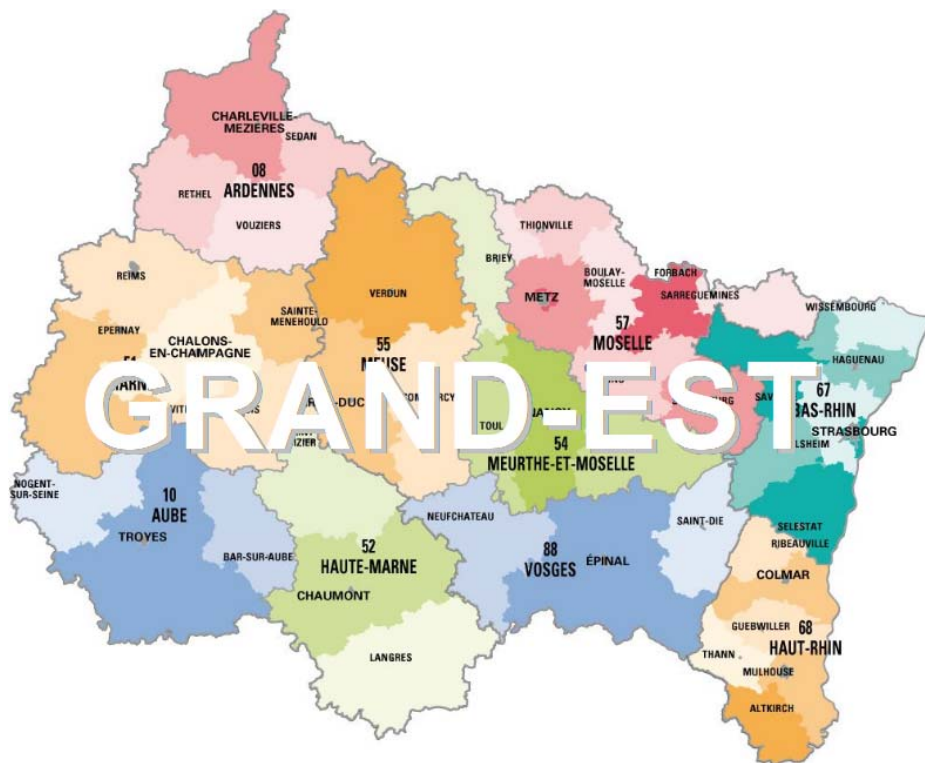 CHARLEVILLE-
MEZIÈRES
SEDAN
08
ARDENNES
RETHEL
VOUZIERS
REIMS
EPERNAY
CHALONS-
EN-CHAMPAGNE
SAINTE-
MENEHOULD
VERDUN
55
MEUSE
BRIEY
THIONVILLE
METZ
BOULAY-
MOSELLE
FORBACH
SARREGUEMINES
57
MOSELLE
WISSEMBOURG
HAGUENAU
67
BAS-RHIN
STRASBOURG
GRAND-EST
TOUL
54
MEURTHE-ET-MOSELLE
NOGENT-
SUR-SEINE
10
AUBE
TROYES
BAR-SUR-AUBE
52
HAUTE-MARNE
CHAUMONT
LANGRES
NEUFCHATEAU
88
VOSGES
ÉPINAL
SAINT-DIE
SELESTAT
RIBEAUVILLE
COLMAR
GUEBWILLER
68
HAUT-RHIN
THANN
MULHOUSE
ALTKIRCH